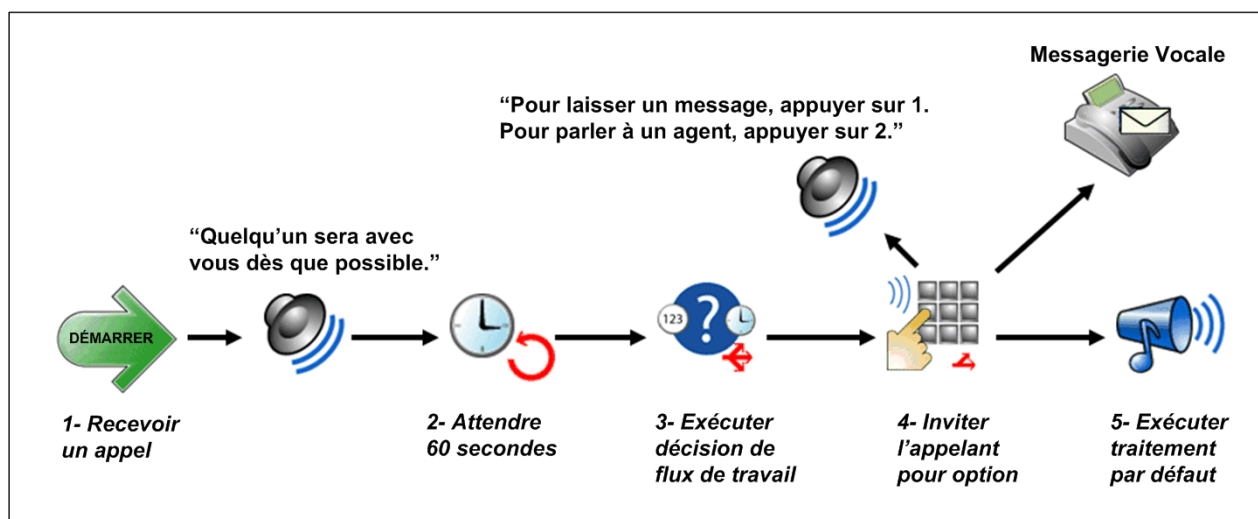 Messagerie Vocale
“Pour laisser un message, appuyer sur 1.
Pour parler à un agent, appuyer sur 2.”
“Quelqu’un sera avec
vous dès que possible.”
DÉMARRER
123
1- Recevoir
un appel
2- Attendre
60 secondes
3- Exécuter
décision de
flux de travail
4- Inviter
l’appelant
pour option
5- Exécuter
traitement
par défaut